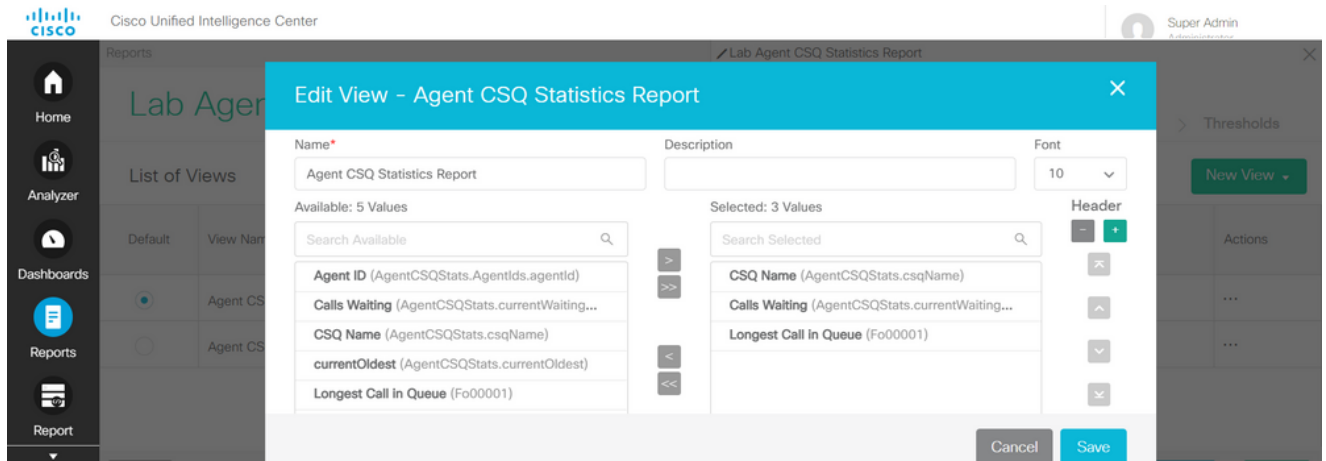 CISCO
Cisco Unified Intelligence Center
Super Admin
Administrator
Reports
Lab Agent CSQ Statistics Report
Home
Analyzer
Dashboards
Reports
Report
Lab Agen
Thresholds
List of Views
New View
Default
View Nam
Actions
Agent CS
...
Agent CS
...
Edit View - Agent CSQ Statistics Report
Name*
Description
Font
Agent CSQ Statistics Report
10
Available: 5 Values
Selected: 3 Values
Header
Search Available
Search Selected
- +
>
>>
<
<<
Agent ID (AgentCSQStats.AgentIds.agentId)
Calls Waiting (AgentCSQStats.currentWaiting...
CSQ Name (AgentCSQStats.csqName)
currentOldest (AgentCSQStats.currentOldest)
Longest Call in Queue (Fo00001)
CSQ Name (AgentCSQStats.csqName)
Calls Waiting (AgentCSQStats.currentWaiting...
Longest Call in Queue (Fo00001)
Cancel
Save